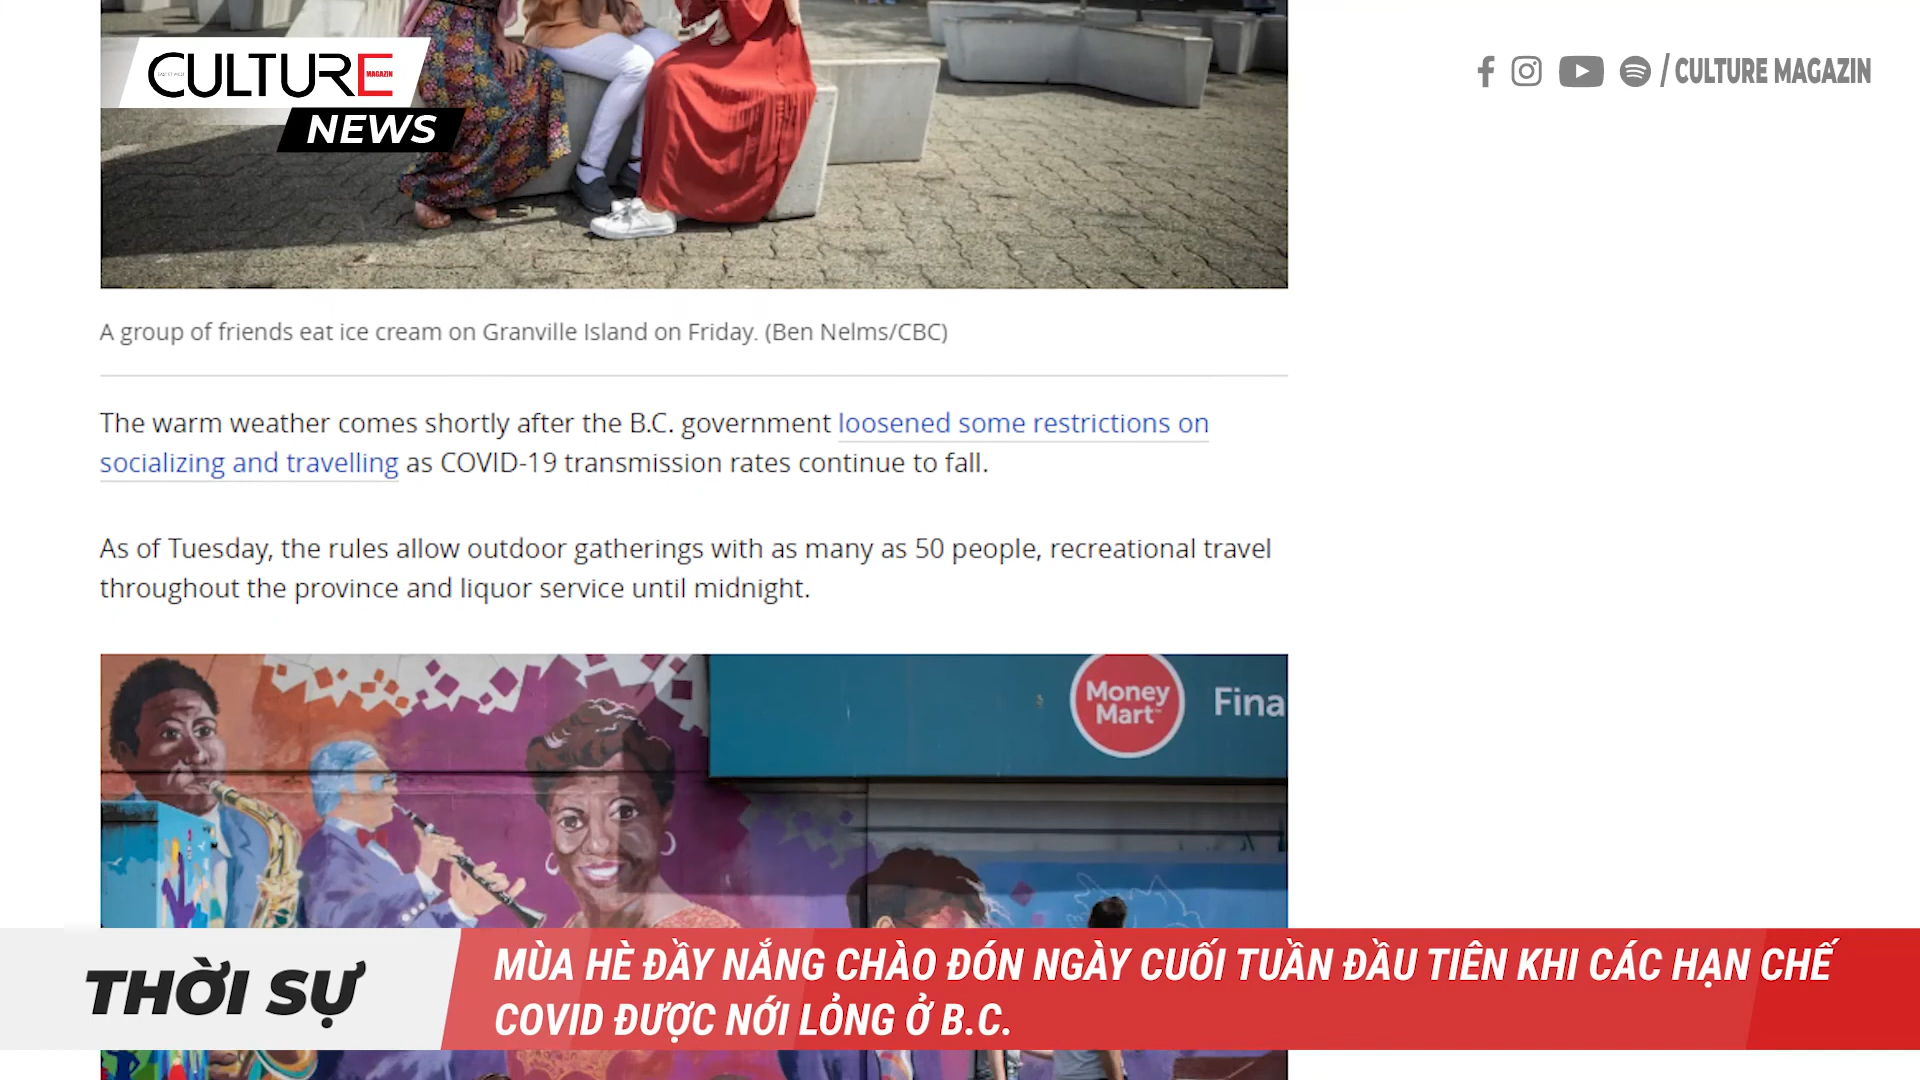 CULTURE
MAGAZIN
NEWS
/ CULTURE MAGAZIN
A group of friends eat ice cream on Granville Island on Friday. (Ben Nelms/CBC)
The warm weather comes shortly after the B.C. government loosened some restrictions on
socializing and travelling as COVID-19 transmission rates continue to fall.
As of Tuesday, the rules allow outdoor gatherings with as many as 50 people, recreational travel
throughout the province and liquor service until midnight.
Money
Mart
Fina
THỜI SỰ
MÙA HÈ ĐẦY NẮNG CHÀO ĐÓN NGÀY CUỐI TUẦN ĐẦU TIÊN KHI CÁC HẠN CHẾ
COVID ĐƯỢC NỚI LỎNG Ở B.C.